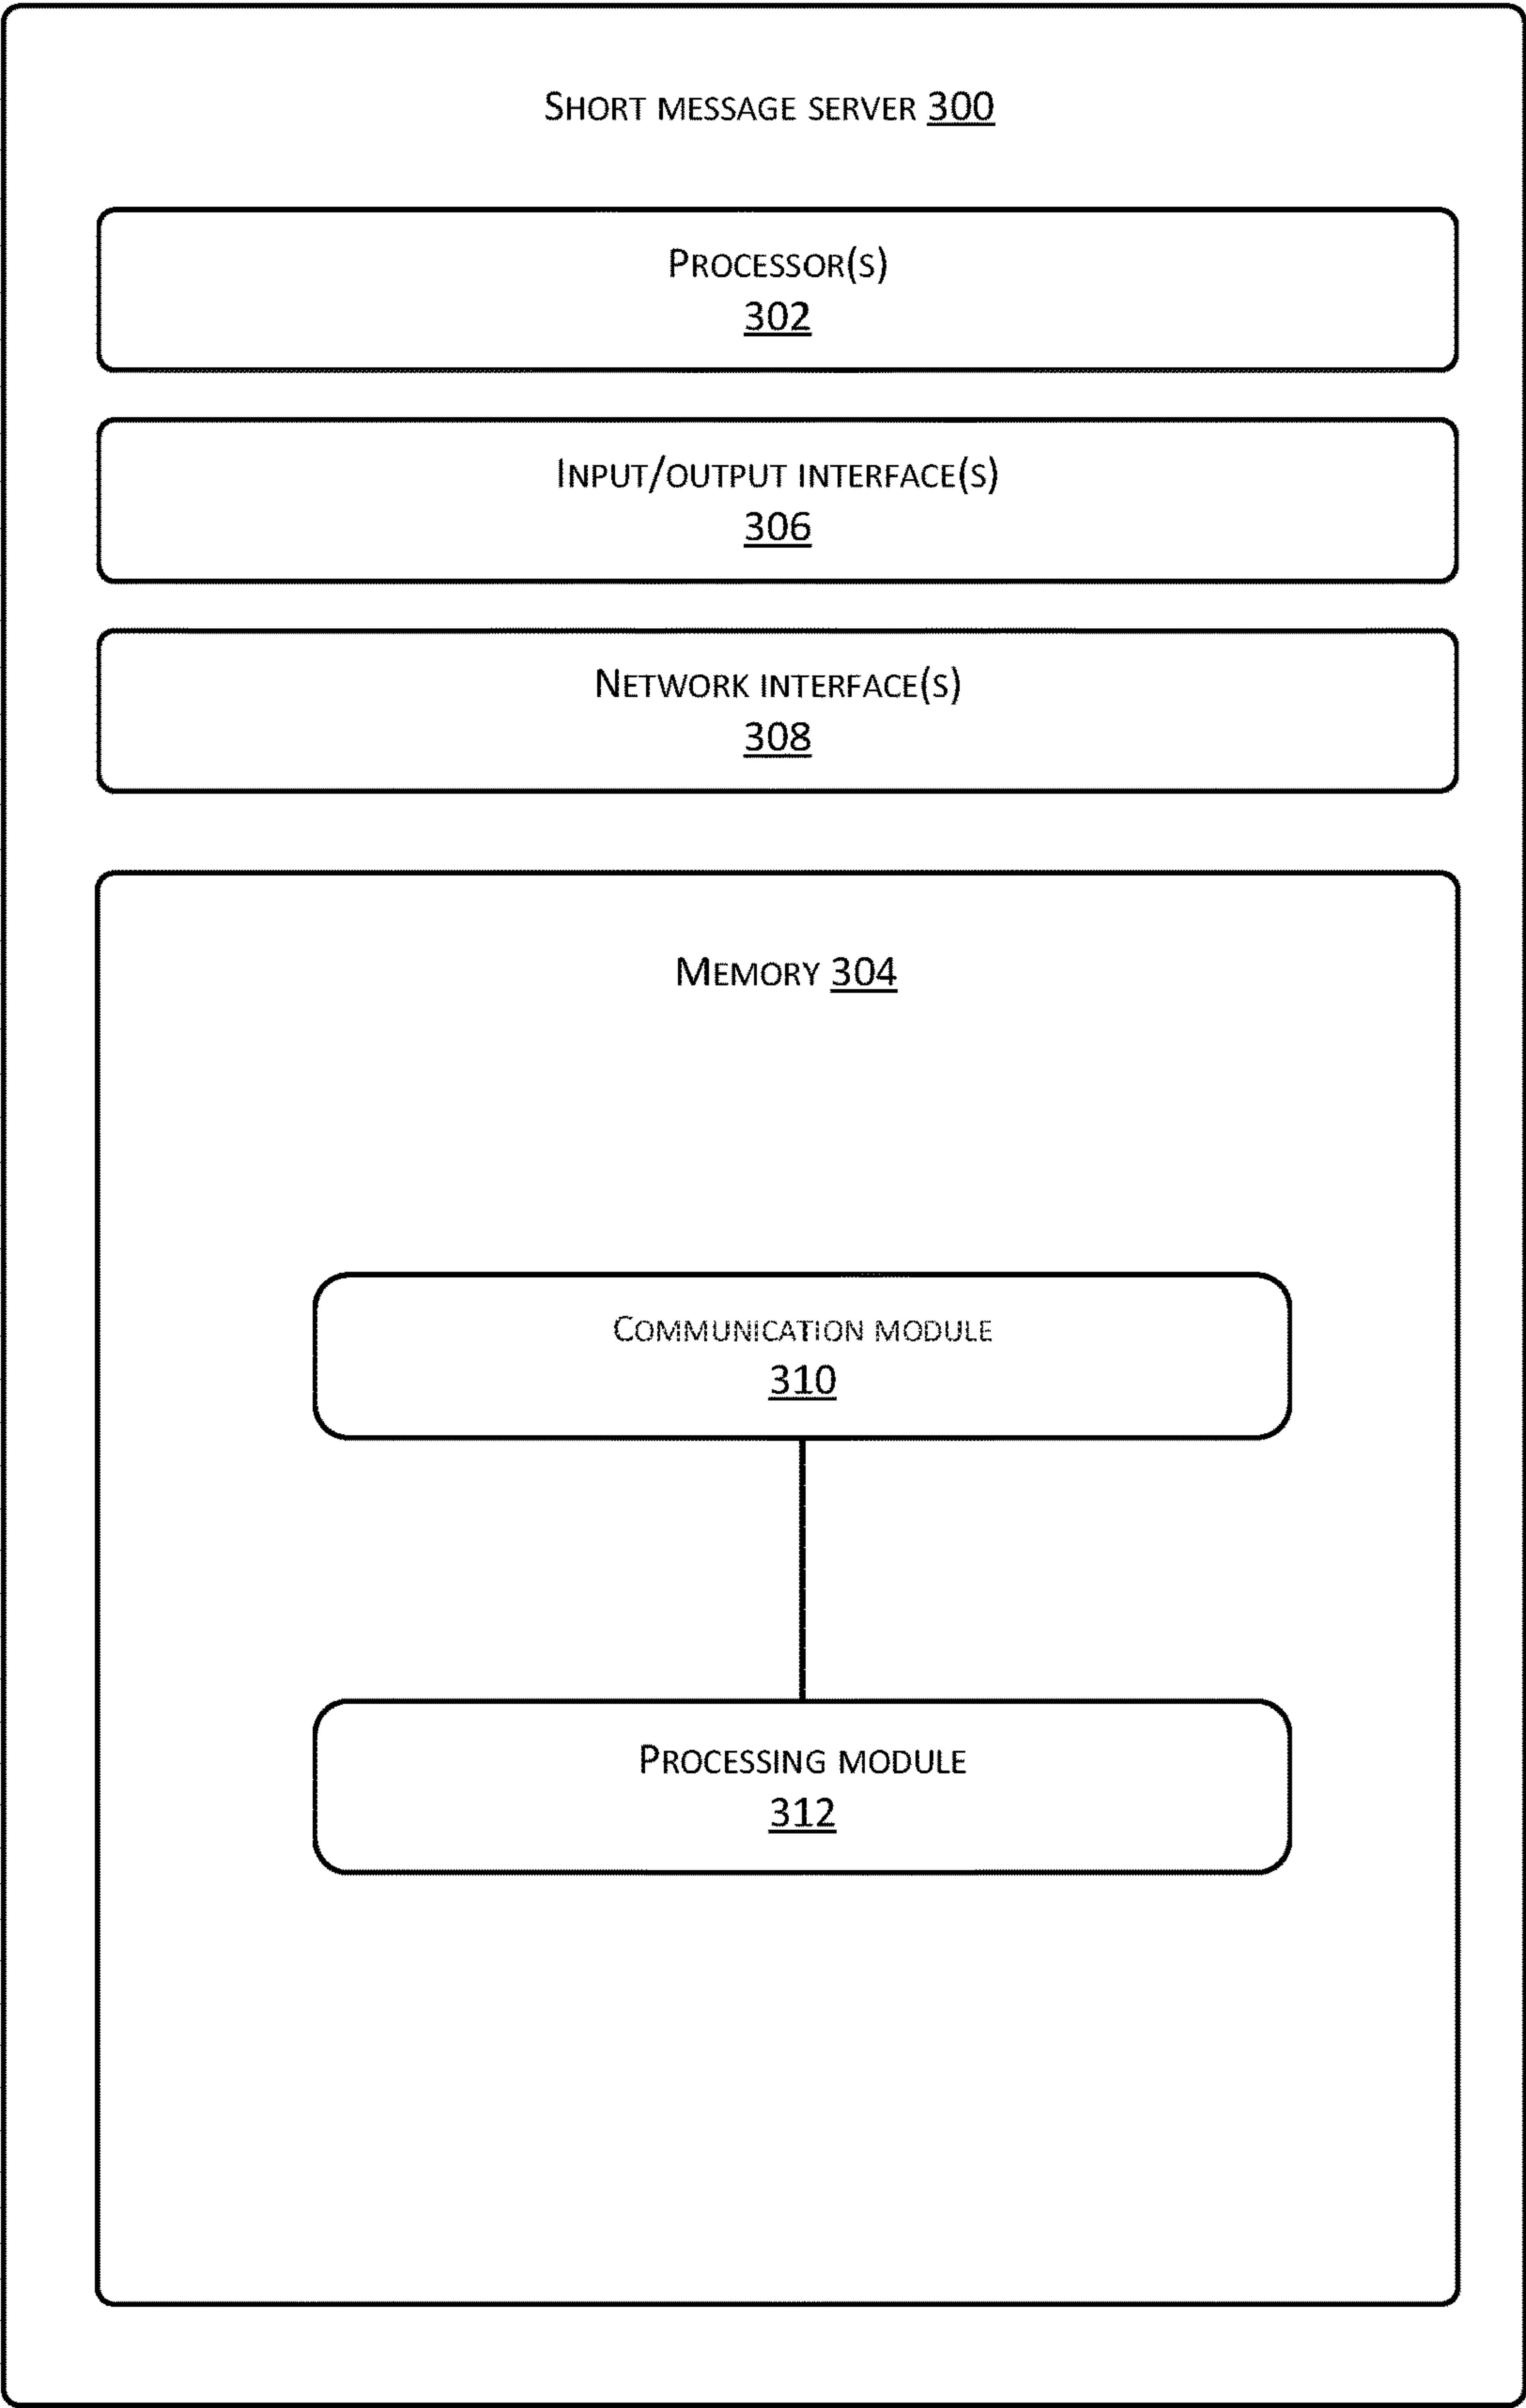 Short message server 300
Processor(s)
302
Input/output interface(s)
306
Network interface(s)
308
Memory 304
Communication module
310
Processing module
312